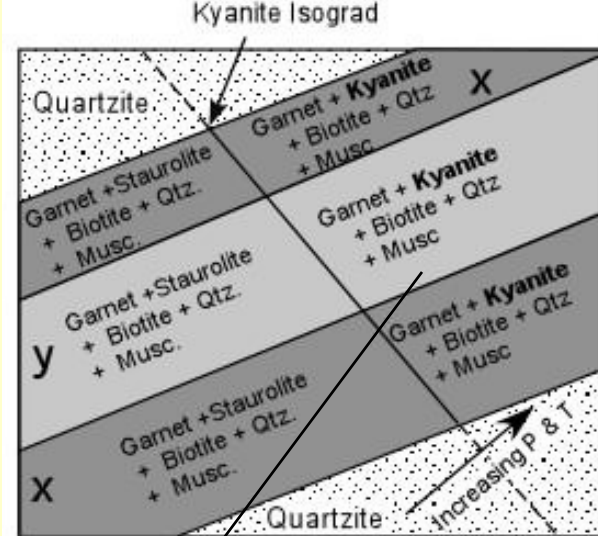 Kyanite Isograd
Quartzite
Garnet + Kyanite
+ Biotite + Qtz
+ Musc
X
Garnet +Staurolite
+ Biotite + Qtz.
+ Musc.
Garnet + Kyanite
+ Biotite + Qtz
+ Musc
Garnet +Staurolite
+ Biotite + Qtz.
+ Musc.
y
Garnet + Kyanite
+ Biotite + Qtz
+ Musc
Garnet +Staurolite
+ Biotite + Qtz.
+ Musc.
x
Increasing P & T
Quartzite